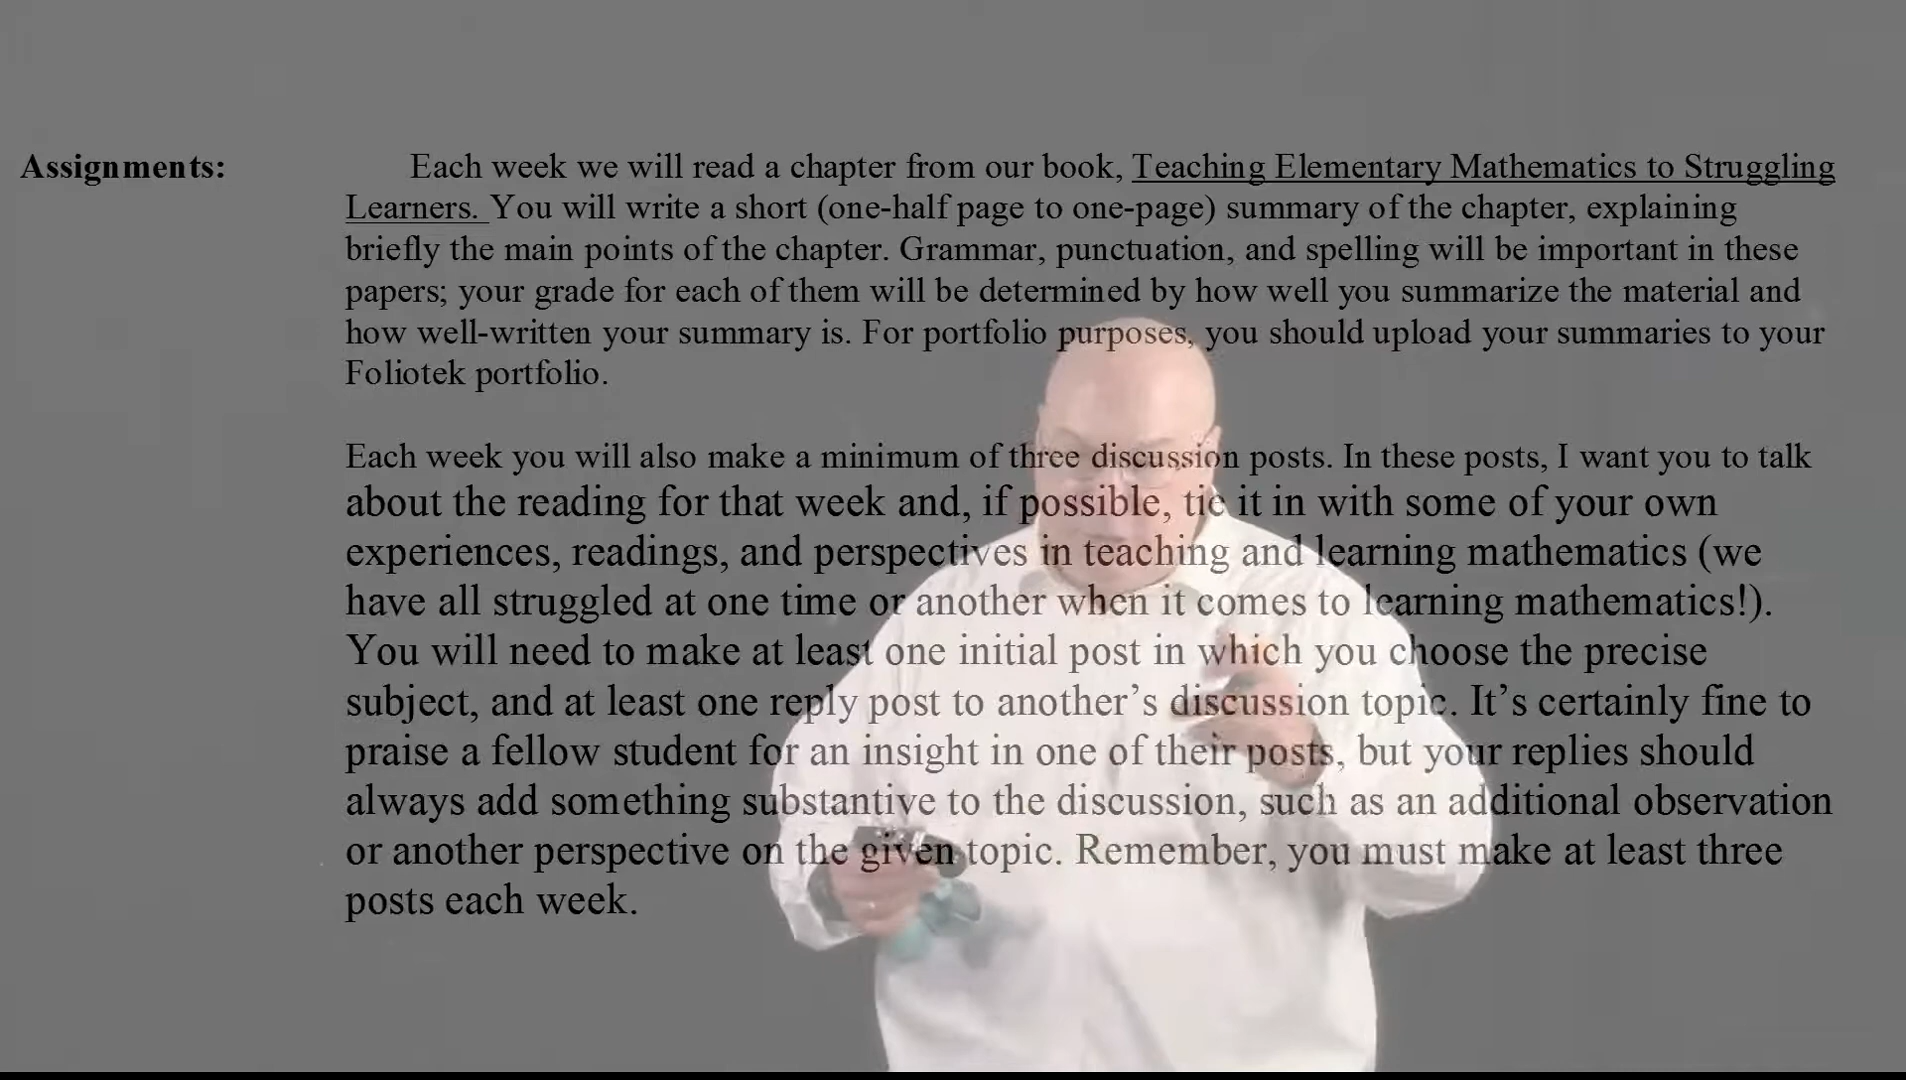 Assignments: Each week we will read a chapter from our book, Teaching Elementary Mathematics to Struggling
Learners. You will write a short (one-half page to one-page) summary of the chapter, explaining
briefly the main points of the chapter. Grammar, punctuation, and spelling will be important in these
papers; your grade for each of them will be determined by how well you summarize the material and
how well-written your summary is. For portfolio purposes, you should upload your summaries to your
Foliotek portfolio.
Each week you will also make a minimum of three discussion posts. In these posts, I want you to talk
about the reading for that week and, if possible, tie it in with some of your own
experiences, readings, and perspectives in teaching and learning mathematics (we
have all struggled at one time or another when it comes to learning mathematics!).
You will need to make at least one initial post in which you choose the precise
subject, and at least one reply post to another’s discussion topic. It’s certainly fine to
praise a fellow student for an insight in one of their posts, but your replies should
always add something substantive to the discussion, such as an additional observation
or another perspective on the given topic. Remember, you must make at least three
posts each week.